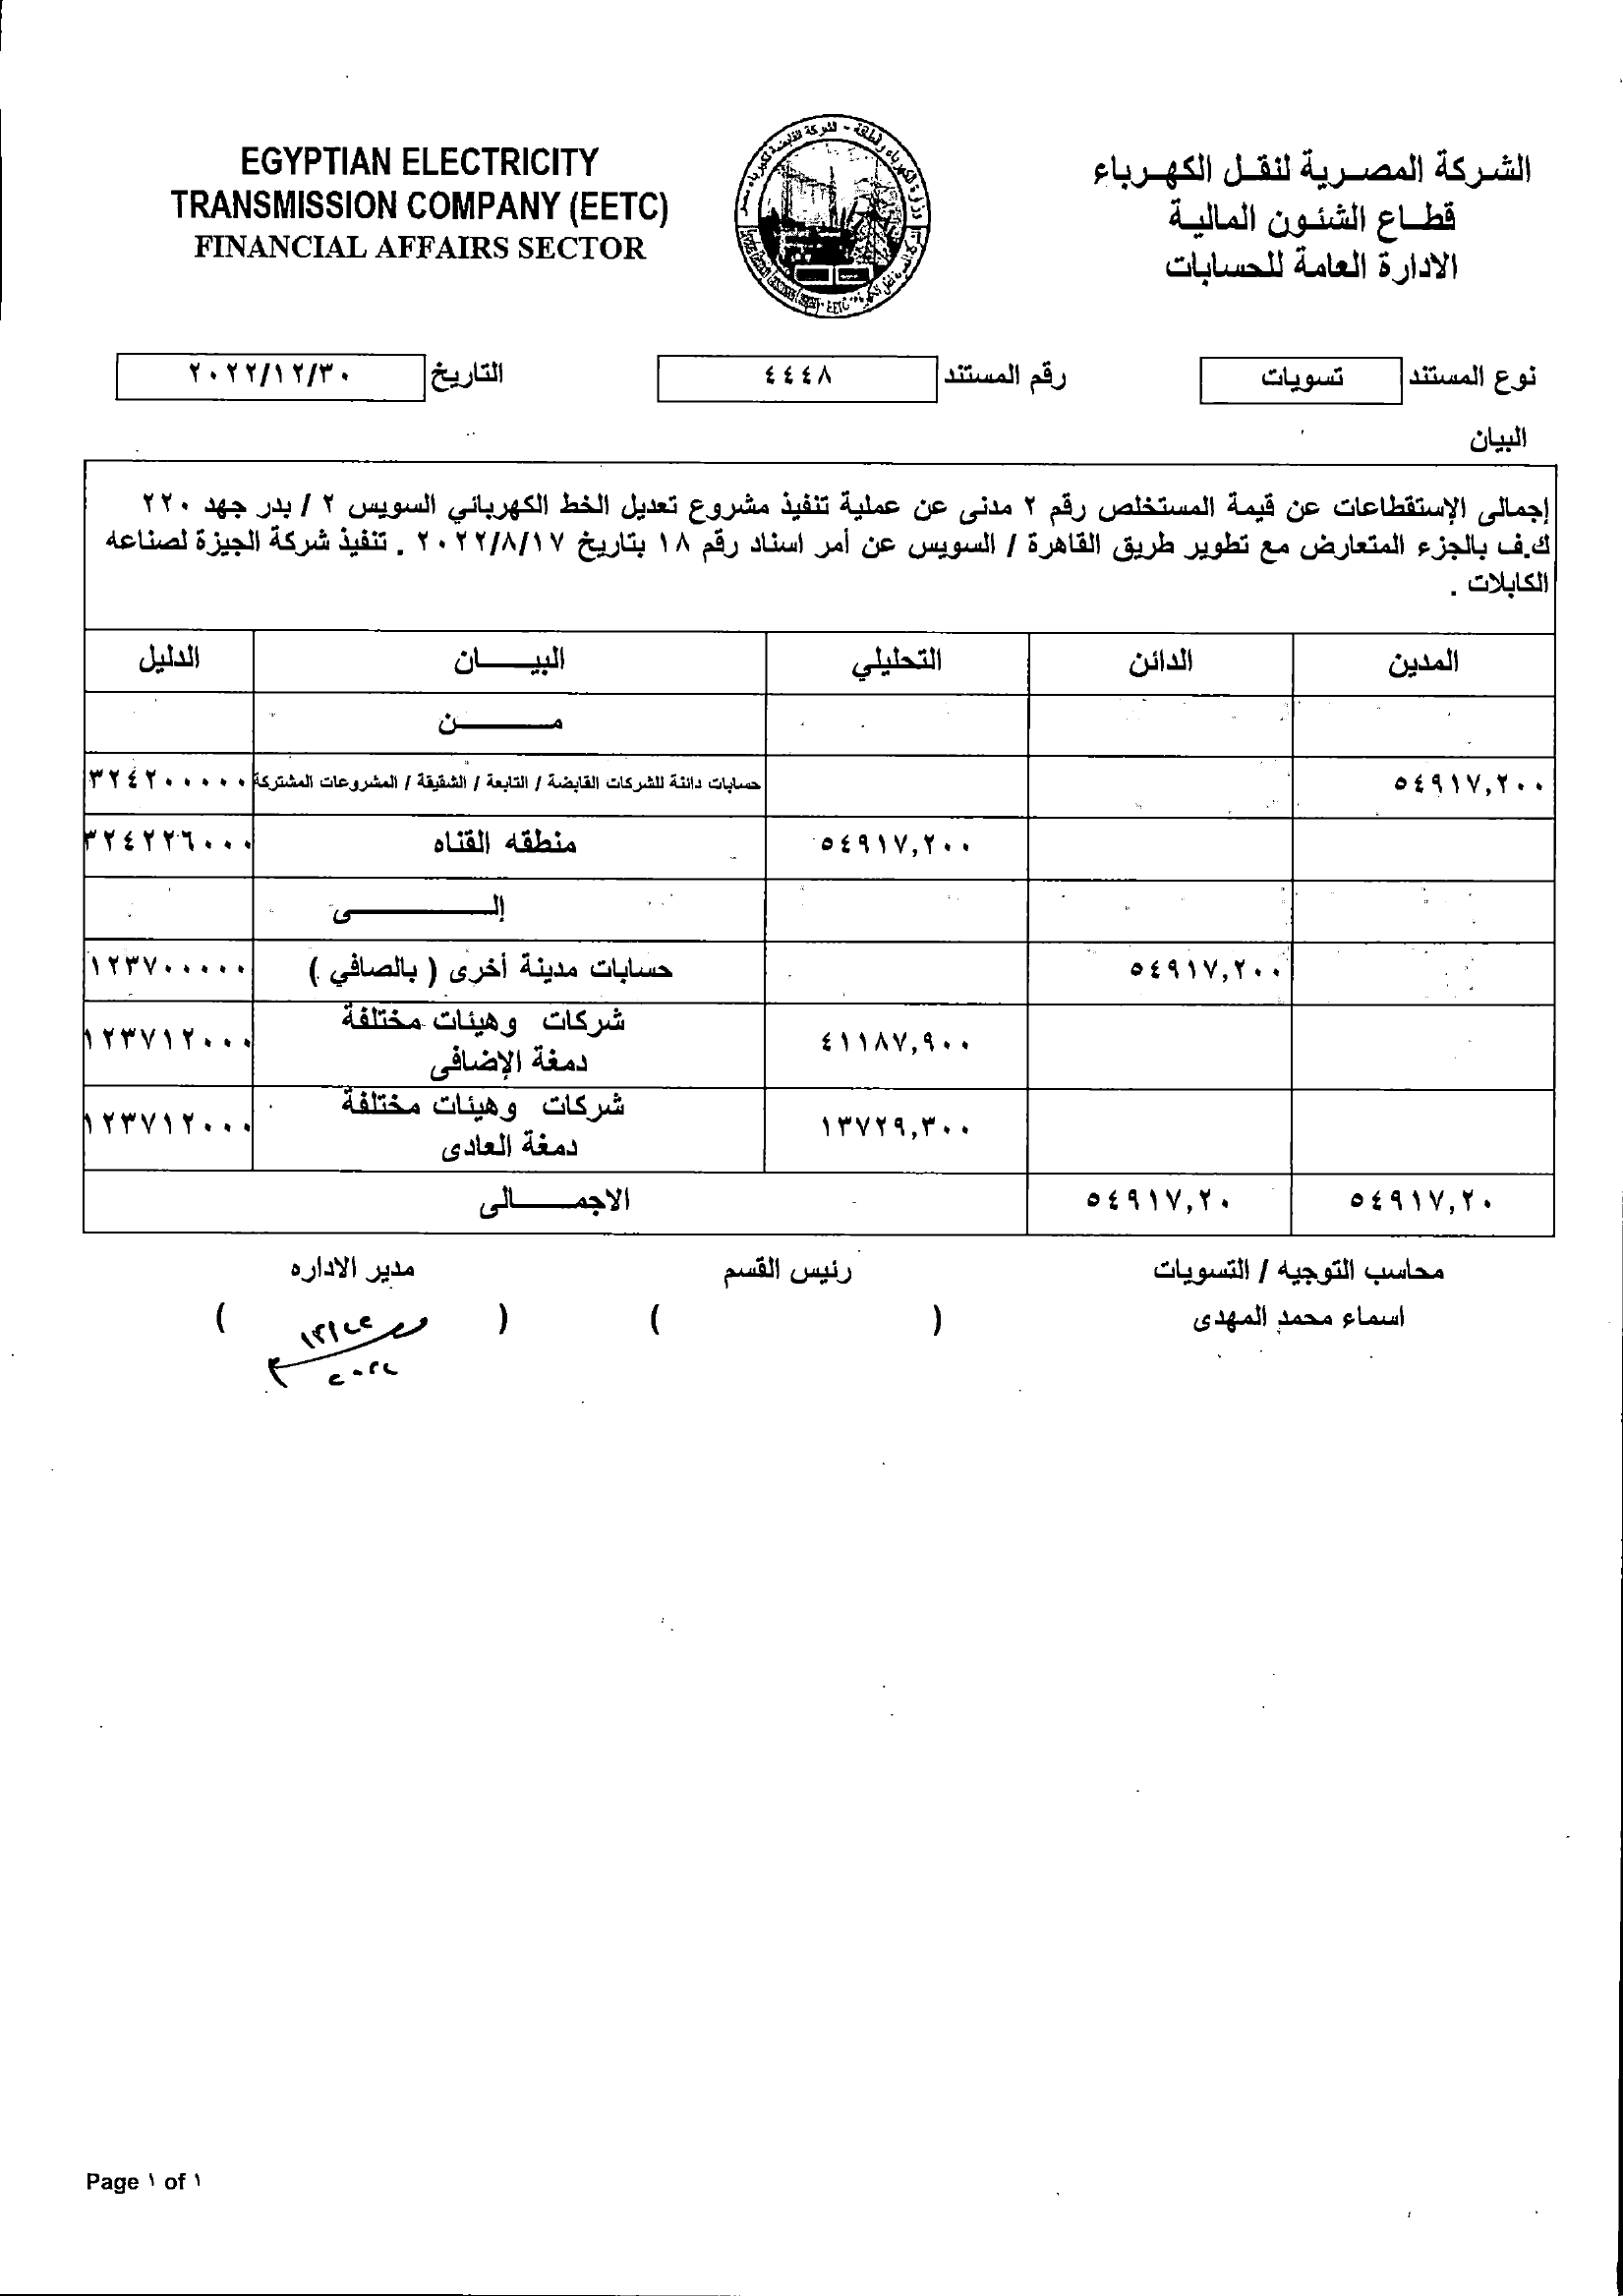 EGYPTIAN ELECTRICITY
TRANSMISSION COMPANY (EETC)
FINANCIAL AFFAIRS SECTOR
الشركة المصرية لنقل الكهرباء
قطاع الشئون المالية
الادارة العامة للحسابات
نوع المستند تسويات رقم المستند ٤٤٤٨ التاريخ ٢٠٢٢/١٢/٣٠
البيان
إجمالى الإستقطاعات عن قيمة المستخلص رقم ٢ مدنى عن عملية تنفيذ مشروع تعديل الخط الكهربائي السويس ٢ / بدر جهد ٢٢٠
ك.ف بالجزء المتعارض مع تطوير طريق القاهرة / السويس عن أمر اسناد رقم ١٨ بتاريخ ٢٠٢٢/٨/١٧ . تنفيذ شركة الجيزة لصناعه
الكابلات .
المدين الدائن التحليلي البيـــان الدليل
مـــــن
٥٤٩١٧,٢٠٠ حسابات دائنة للشركات القابضة / التابعة / الشقيقة / المشروعات المشتركة ٣٢٤٢٠٠٠٠٠
٥٤٩١٧,٢٠٠ منطقه القناه ٣٢٤٢٢٦٠٠٠
إلـــــــى
٥٤٩١٧,٢٠٠ حسابات مدينة أخرى ( بالصافي ) ١٢٣٧٠٠٠٠٠
٤١١٨٧,٩٠٠ شركات وهيئات مختلفة ١٢٣٧١٢٠٠٠
دمغة الإضافى
١٣٧٢٩,٣٠٠ شركات وهيئات مختلفة ١٢٣٧١٢٠٠٠
دمغة العادى
٥٤٩١٧,٢٠ ٥٤٩١٧,٢٠ الاجمـــالى
محاسب التوجيه / التسويات رئيس القسم مدير الاداره
اسماء محمد المهدى ( ) ( )
Page ١ of ١